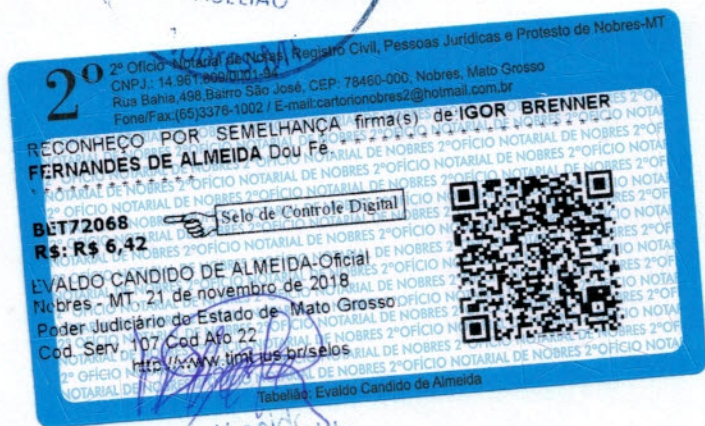 2º
2º Ofício Notarial de Notas, Registro Civil, Pessoas Jurídicas e Protesto de Nobres-MT
CNPJ.: 14.961.809/0001-94
Rua Bahia,498,Bairro São José, CEP: 78460-000, Nobres, Mato Grosso
Fone/Fax:(65)3376-1002 / E-mail:cartorionobres2@hotmail.com.br
RECONHEÇO POR SEMELHANÇA firma(s) de IGOR BRENNER
FERNANDES DE ALMEIDA Dou Fé
BET72068
Selo de Controle Digital
R$: R$ 6,42
EVALDO CANDIDO DE ALMEIDA-Oficial
Nobres - MT, 21 de novembro de 2018
Poder Judiciário do Estado de Mato Grosso
Cod. Serv. 107 Cod Ato 22
http://www.tjmt.jus.br/selos
Tabelião: Evaldo Candido de Almeida